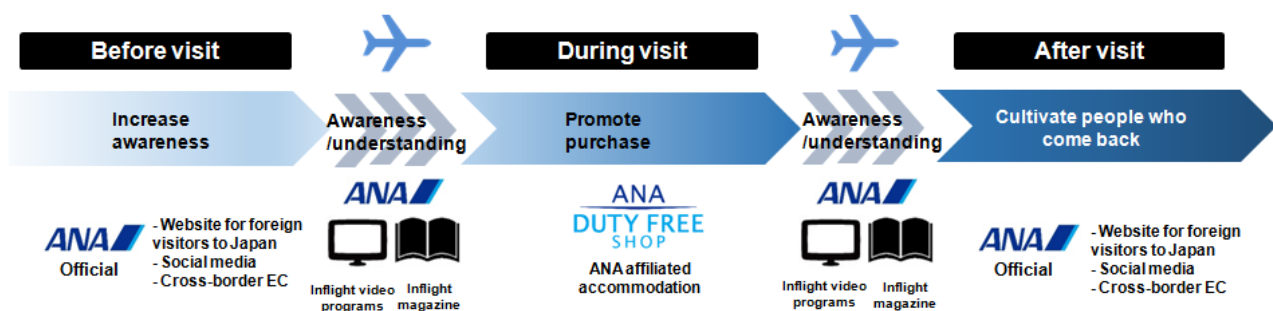 Before visit
During visit
After visit
Increase
awareness
Awareness
/understanding
Promote
purchase
Awareness
/understanding
Cultivate people who
come back
ANA
Official
- Website for foreign
visitors to Japan
- Social media
- Cross-border EC
ANA
Inflight video
programs
Inflight
magazine
ANA
DUTY FREE
SHOP
ANA affiliated
accommodation
ANA
Inflight video
programs
Inflight
magazine
ANA
Official
- Website for foreign
visitors to Japan
- Social media
- Cross-border EC